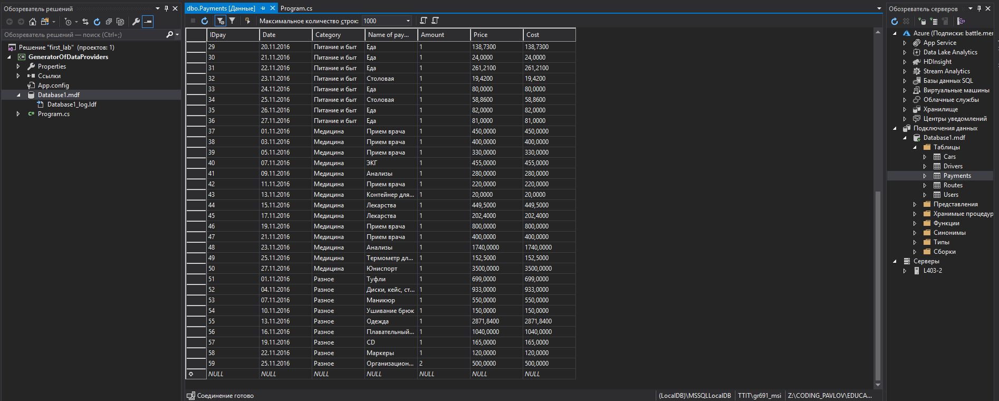 Обозреватель решений
Обозреватель решений — поиск (Ctrl+;)
Решение "first_lab" (проектов: 1)
GeneratorOfDataProviders
Properties
Ссылки
App.config
Database1.mdf
Database1_log.ldf
Program.cs
dbo.Payments [Данные] Program.cs
Максимальное количество строк: 1000
IDpay Date Category Name of pay... Amount Price Cost
29 20.11.2016 Питание и быт Еда 1 138,7300 138,7300
30 21.11.2016 Питание и быт Еда 1 24,0000 24,0000
31 22.11.2016 Питание и быт Еда 1 261,2100 261,2100
32 23.11.2016 Питание и быт Столовая 1 19,4200 19,4200
33 24.11.2016 Питание и быт Еда 1 80,0000 80,0000
34 25.11.2016 Питание и быт Столовая 1 58,8600 58,8600
35 26.11.2016 Питание и быт Еда 1 82,0000 82,0000
36 27.11.2016 Питание и быт Еда 1 81,0000 81,0000
37 01.11.2016 Медицина Прием врача 1 450,0000 450,0000
38 03.11.2016 Медицина Прием врача 1 400,0000 400,0000
39 05.11.2016 Медицина Прием врача 1 330,0000 330,0000
40 07.11.2016 Медицина ЭКГ 1 455,0000 455,0000
41 09.11.2016 Медицина Анализы 1 280,0000 280,0000
42 11.11.2016 Медицина Прием врача 1 220,0000 220,0000
43 13.11.2016 Медицина Контейнер для... 1 20,0000 20,0000
44 15.11.2016 Медицина Лекарства 1 449,5000 449,5000
45 17.11.2016 Медицина Лекарства 1 202,4000 202,4000
46 19.11.2016 Медицина Прием врача 1 800,0000 800,0000
47 21.11.2016 Медицина Прием врача 1 400,0000 400,0000
48 23.11.2016 Медицина Анализы 1 1740,0000 1740,0000
49 25.11.2016 Медицина Термометр дл... 1 152,5000 152,5000
50 27.11.2016 Медицина Юниспорт 1 3500,0000 3500,0000
51 01.11.2016 Разное Туфли 1 699,0000 699,0000
52 04.11.2016 Разное Диски, кейс, ст... 1 933,0000 933,0000
53 07.11.2016 Разное Маникюр 1 550,0000 550,0000
54 10.11.2016 Разное Ушивание брюк 1 150,0000 150,0000
55 13.11.2016 Разное Одежда 1 2871,8400 2871,8400
56 16.11.2016 Разное Плавательный... 1 1040,0000 1040,0000
57 19.11.2016 Разное CD 1 165,0000 165,0000
58 22.11.2016 Разное Маркеры 1 120,0000 120,0000
59 25.11.2016 Разное Организацион... 2 500,0000 500,0000
NULL NULL NULL NULL NULL NULL NULL
Соединение готово (LocalDB)\MSSQLLocalDB TTIT\gr691_msi Z:\CODING_PAVLOV\EDUCA...
Обозреватель серверов
Azure (Подписки: battle.mer
App Service
Data Lake Analytics
HDInsight
Stream Analytics
Базы данных SQL
Виртуальные машины
Облачные службы
Хранилище
Центры уведомлений
Подключения данных
Database1.mdf
Таблицы
Cars
Drivers
Payments
Routes
Users
Представления
Хранимые процедур
Функции
Синонимы
Типы
Сборки
Серверы
L403-2